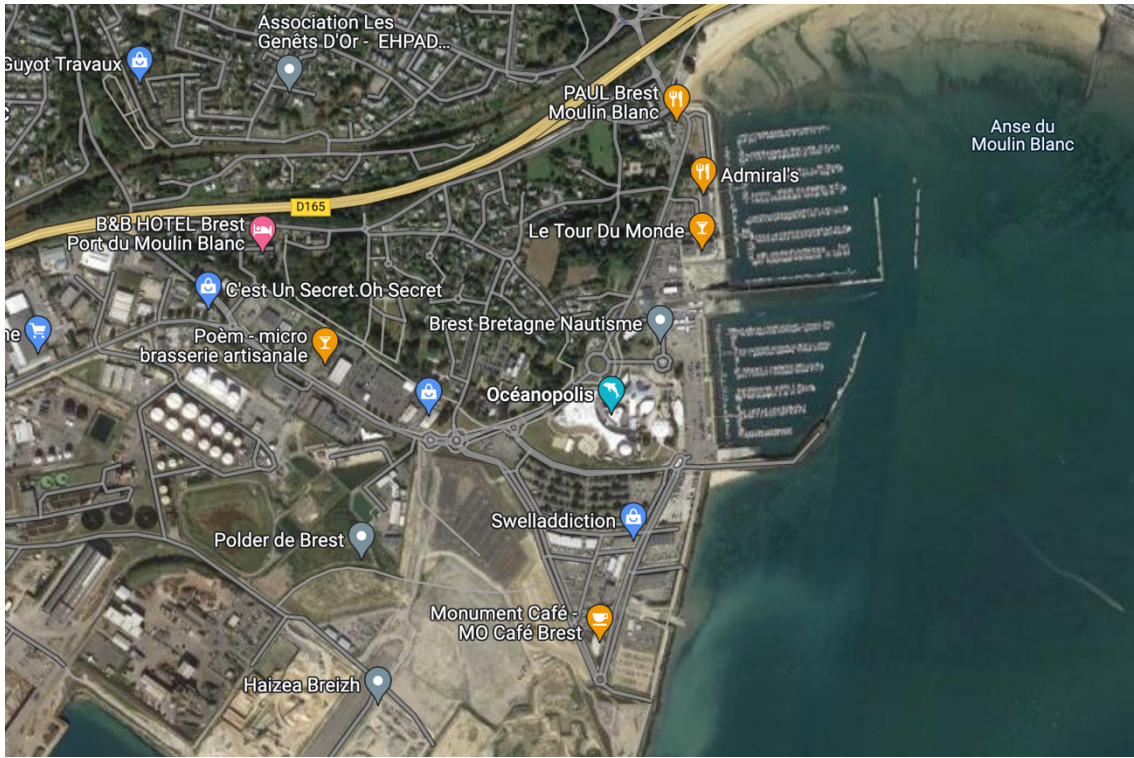 Association Les
Genêts D'Or - EHPAD...
Guyot Travaux
PAUL Brest
Moulin Blanc
Anse du
Moulin Blanc
Admiral's
D165
B&B HOTEL Brest
Port du Moulin Blanc
Le Tour Du Monde
C'est Un Secret.Oh Secret
Brest Bretagne Nautisme
ne
Poèm - micro
brasserie artisanale
Océanopolis
Swelladdiction
Polder de Brest
Monument Café -
MO Café Brest
Haizea Breizh